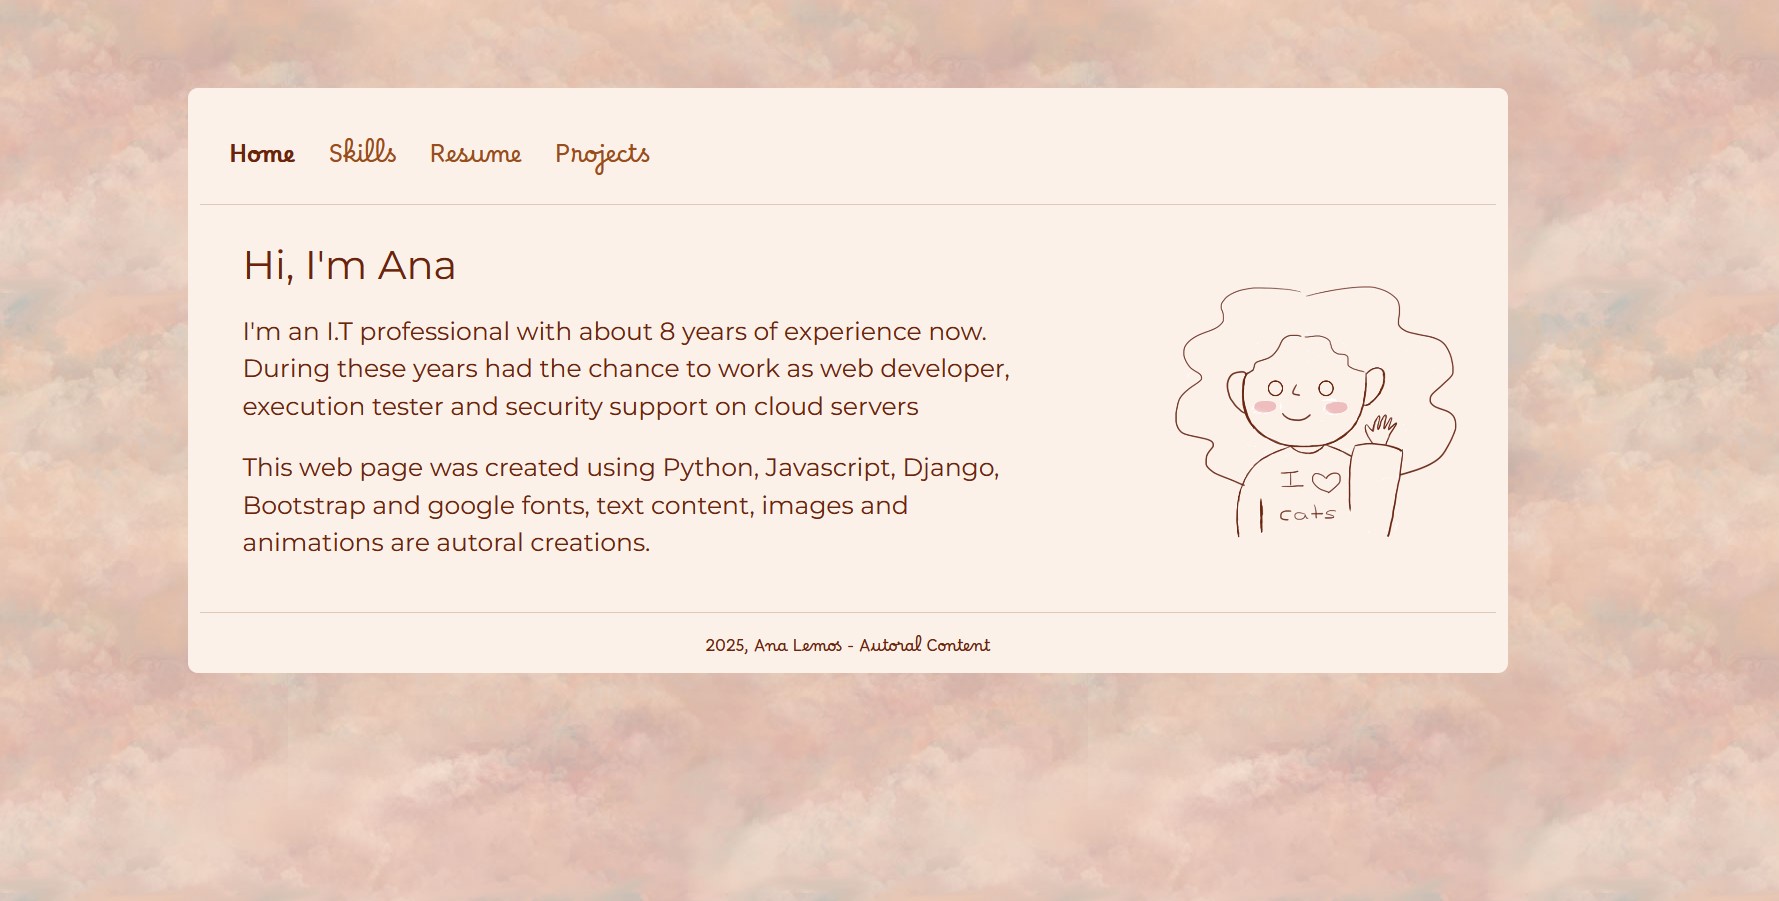 Home Skills Resume Projects
Hi, I'm Ana
I'm an I.T professional with about 8 years of experience now.
During these years had the chance to work as web developer,
execution tester and security support on cloud servers
This web page was created using Python, Javascript, Django,
Bootstrap and google fonts, text content, images and
animations are autoral creations.
I
cats
2025, Ana Lemos - Autoral Content